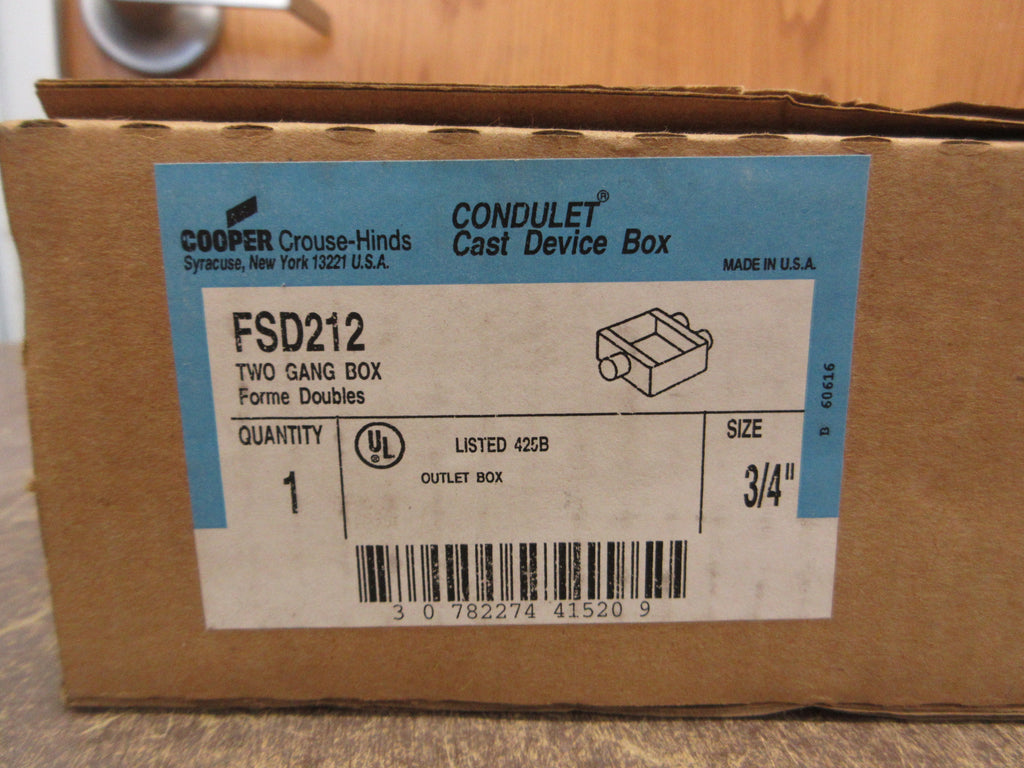 COOPER Crouse-Hinds
Syracuse, New York 13221 U.S.A.
CONDULET®
Cast Device Box
MADE IN U.S.A.
FSD212
TWO GANG BOX
Forme Doubles
QUANTITY
1
UL ®
LISTED 425B
OUTLET BOX
SIZE
3/4"
B 60616
3 0 782274 41520 9